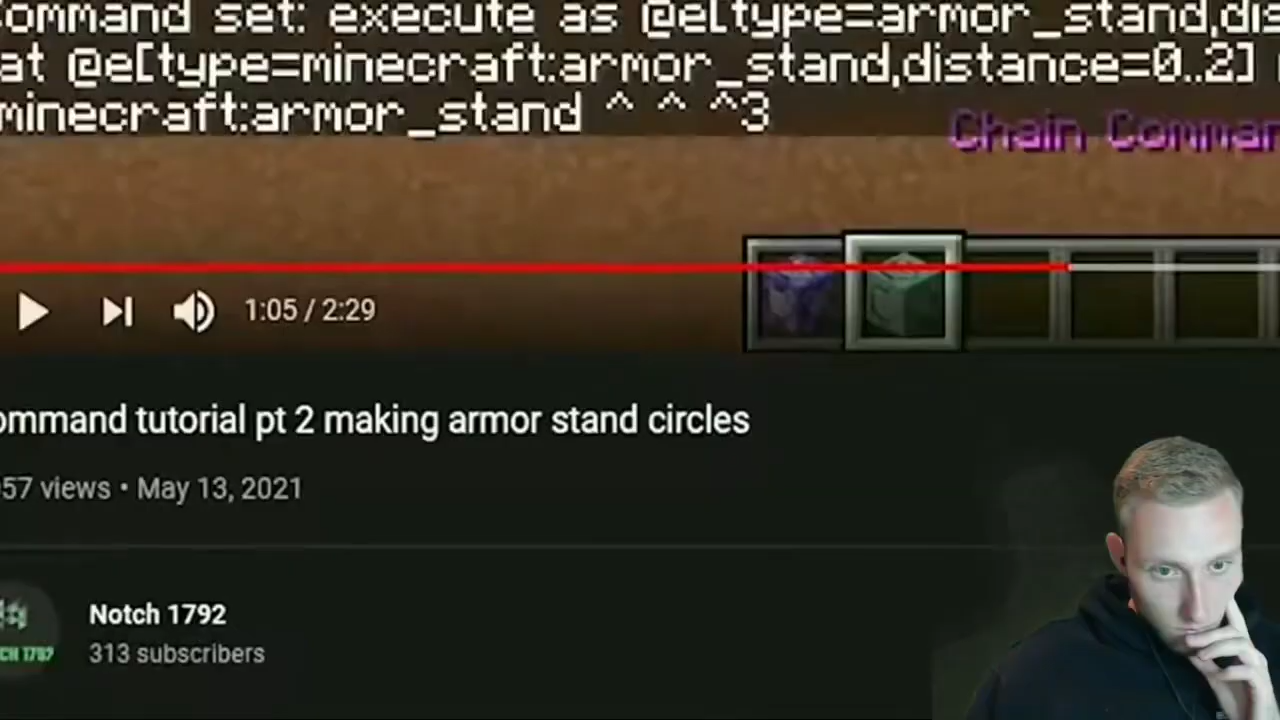 ommand set: execute as @e[type=armor_stand,dis
at @e[type=minecraft:armor_stand,distance=0..2]
minecraft:armor_stand ^ ^ ^3
Chain Comman
1:05 / 2:29
ommand tutorial pt 2 making armor stand circles
57 views • May 13, 2021
Notch 1792
CH 1792
313 subscribers